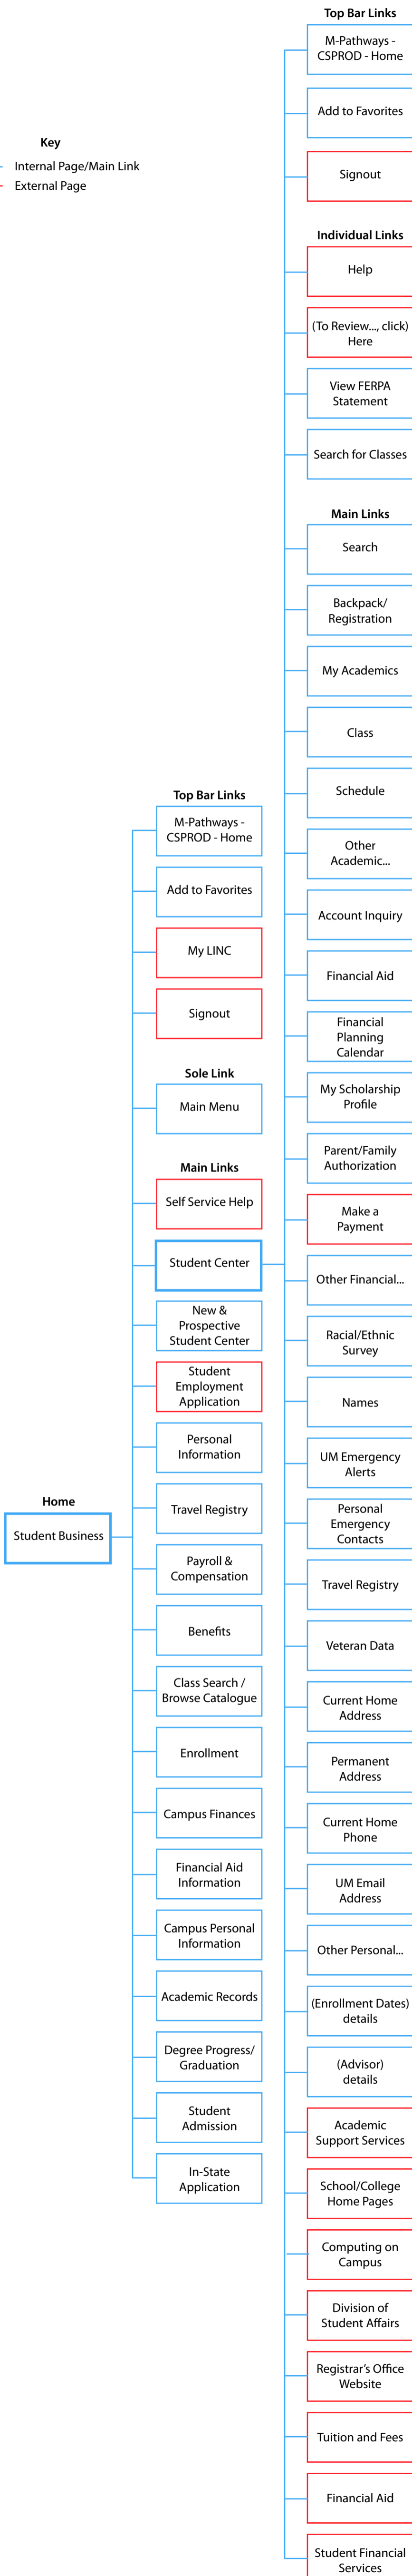 Key
Internal Page/Main Link
External Page
Home
Student Business
Top Bar Links
M-Pathways -
CSPROD - Home
Add to Favorites
My LINC
Signout
Sole Link
Main Menu
Main Links
Self Service Help
Student Center
New &
Prospective
Student Center
Student
Employment
Application
Personal
Information
Travel Registry
Payroll &
Compensation
Benefits
Class Search /
Browse Catalogue
Enrollment
Campus Finances
Financial Aid
Information
Campus Personal
Information
Academic Records
Degree Progress/
Graduation
Student
Admission
In-State
Application
Top Bar Links
M-Pathways -
CSPROD - Home
Add to Favorites
Signout
Individual Links
Help
(To Review..., click)
Here
View FERPA
Statement
Search for Classes
Main Links
Search
Backpack/
Registration
My Academics
Class
Schedule
Other
Academic...
Account Inquiry
Financial Aid
Financial
Planning
Calendar
My Scholarship
Profile
Parent/Family
Authorization
Make a
Payment
Other Financial...
Racial/Ethnic
Survey
Names
UM Emergency
Alerts
Personal
Emergency
Contacts
Travel Registry
Veteran Data
Current Home
Address
Permanent
Address
Current Home
Phone
UM Email
Address
Other Personal...
(Enrollment Dates)
details
(Advisor)
details
Academic
Support Services
School/College
Home Pages
Computing on
Campus
Division of
Student Affairs
Registrar's Office
Website
Tuition and Fees
Financial Aid
Student Financial
Services